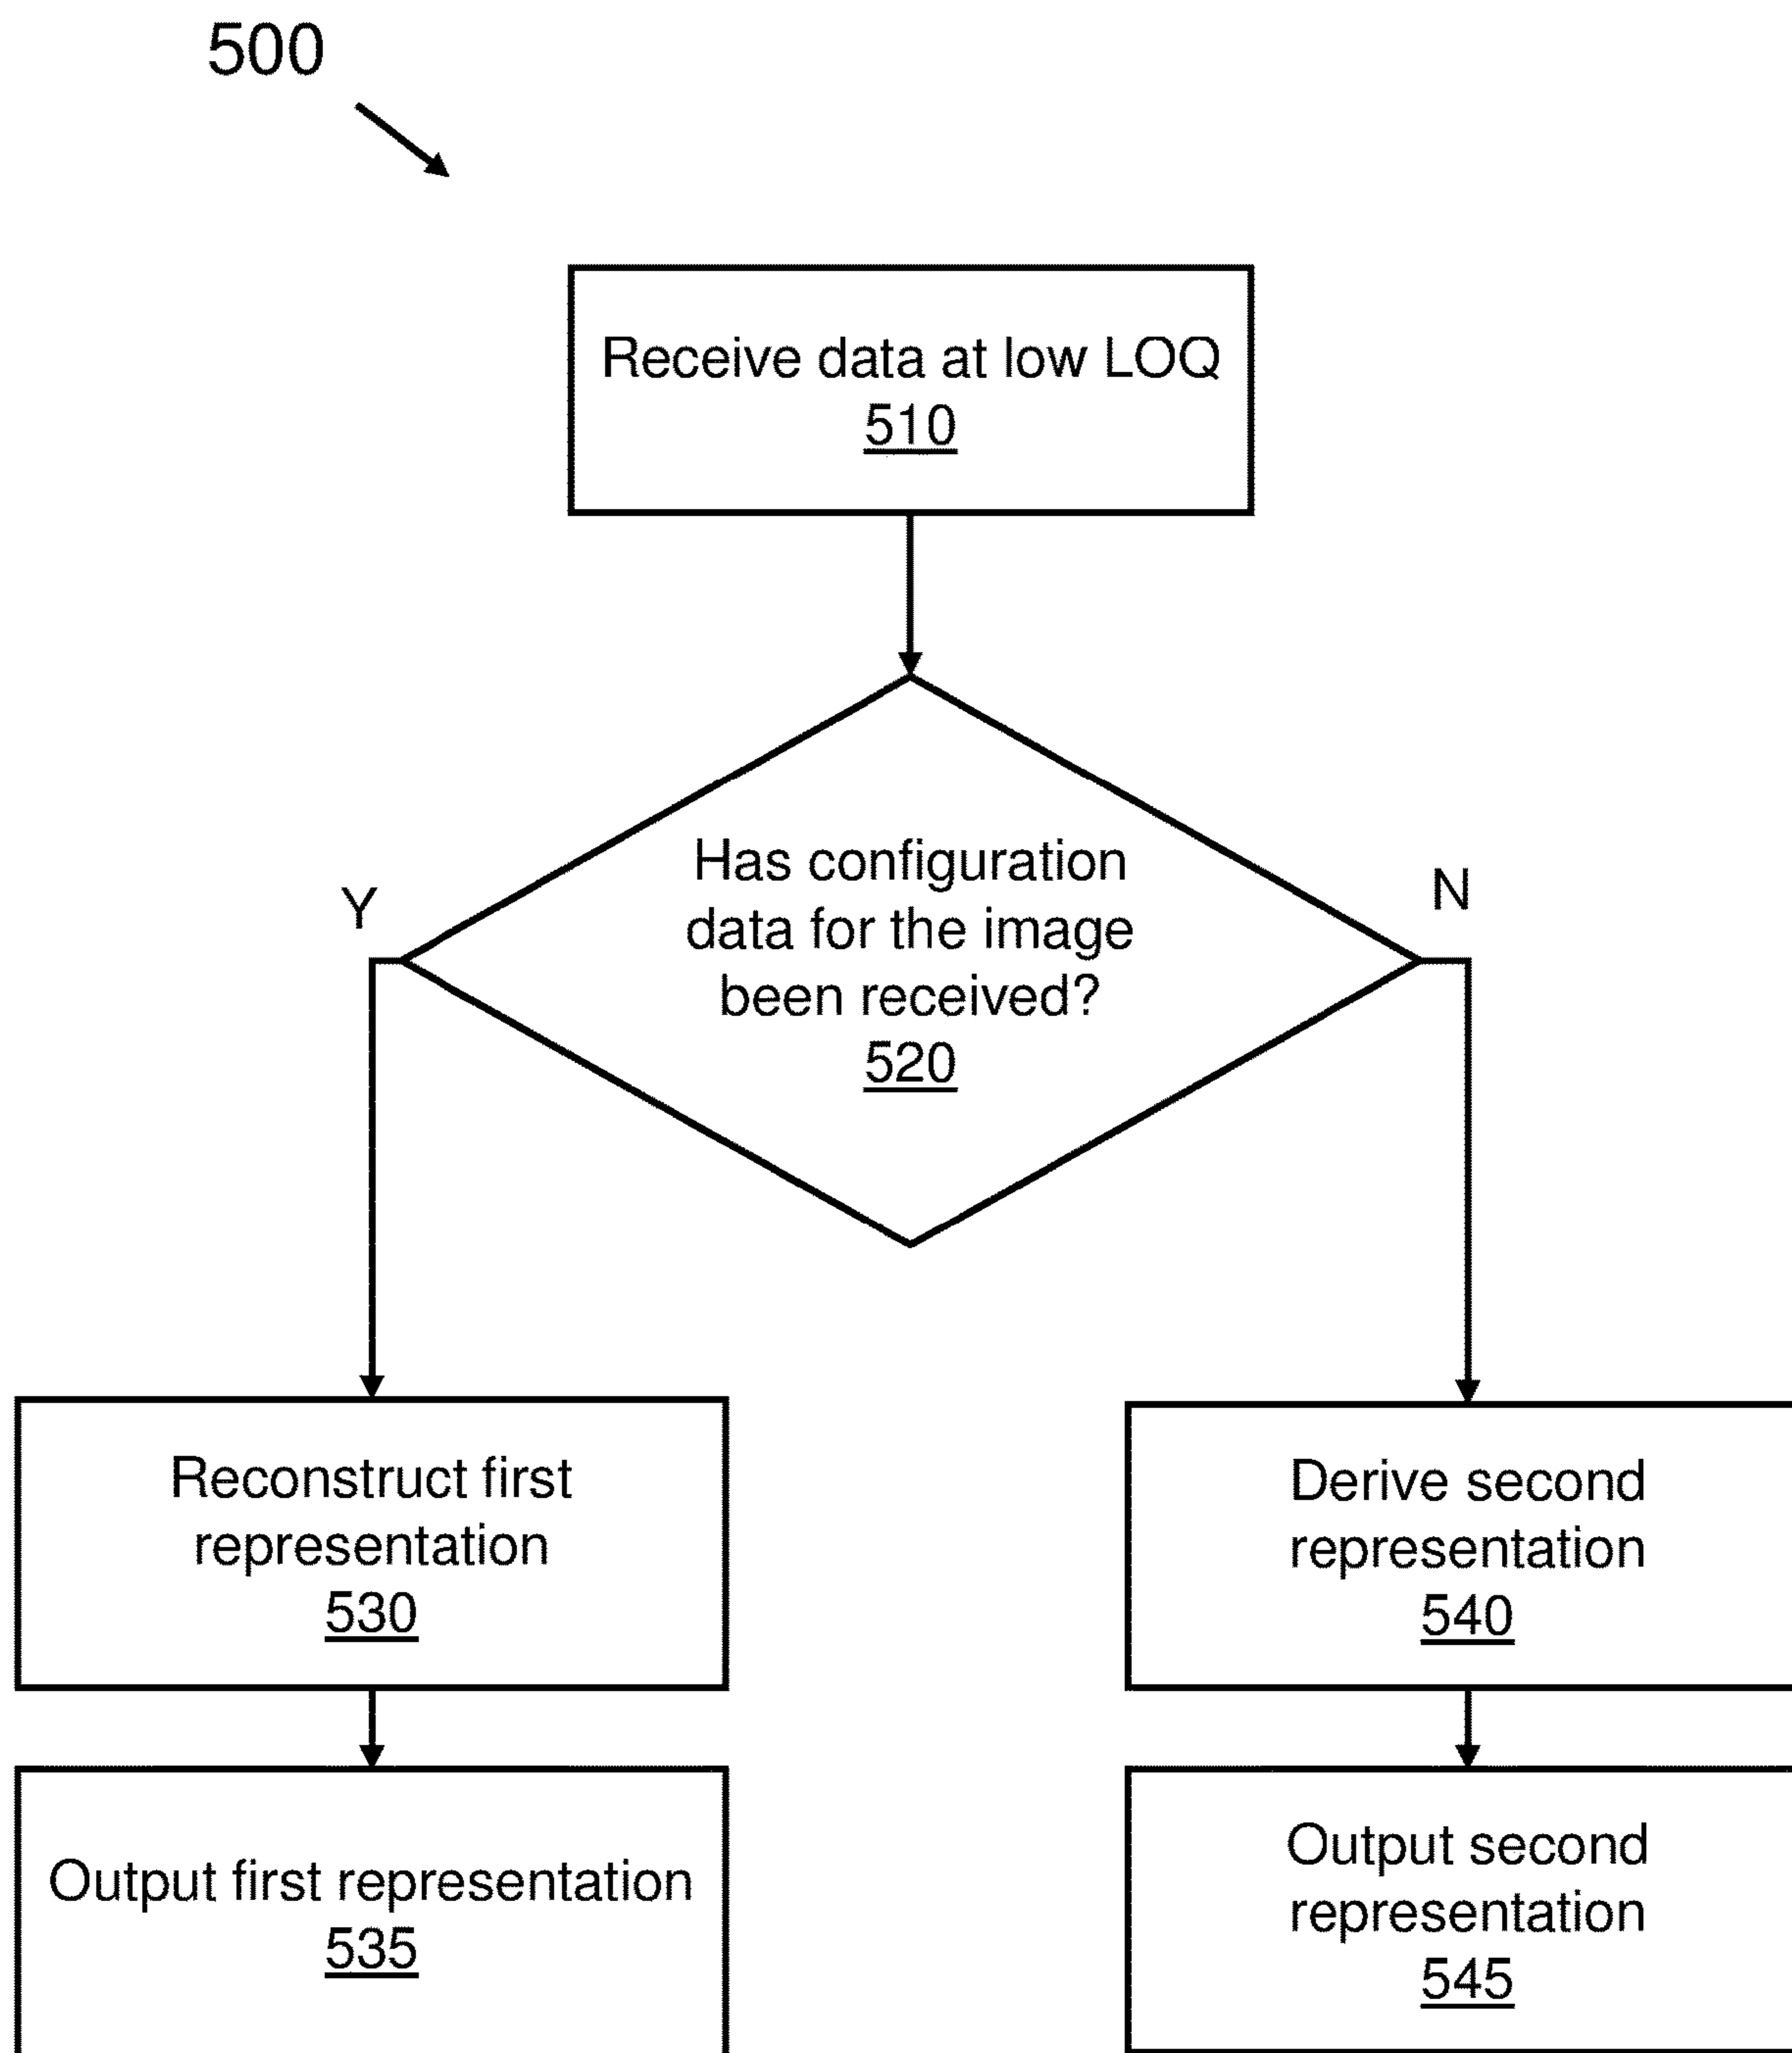 500
Receive data at low LOQ
510
Has configuration
data for the image
been received?
520
Y
N
Reconstruct first
representation
530
Derive second
representation
540
Output first representation
535
Output second
representation
545